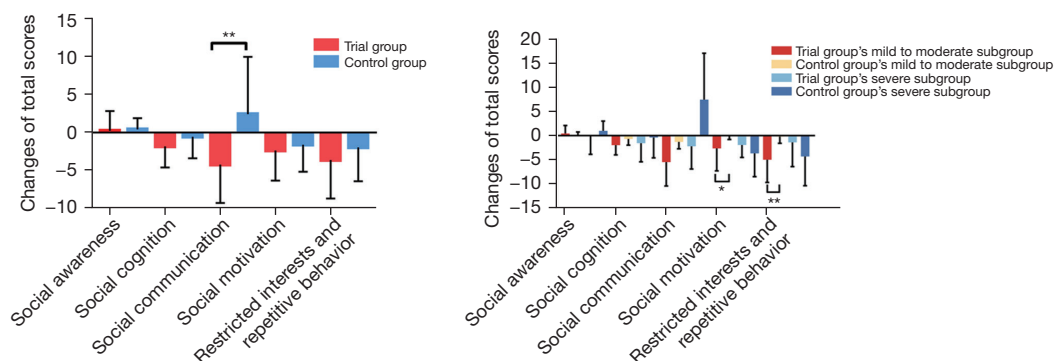 Changes of total scores
15
10
5
0
−5
−10
**
Trial group
Control group
Social awareness
Social cognition
Social communication
Social motivation
Restricted interests and
repetitive behavior
Changes of total scores
20
15
10
5
0
−5
−10
−15
Trial group's mild to moderate subgroup
Control group's mild to moderate subgroup
Trial group's severe subgroup
Control group's severe subgroup
*
**
Social awareness
Social cognition
Social communication
Social motivation
Restricted interests and
repetitive behavior